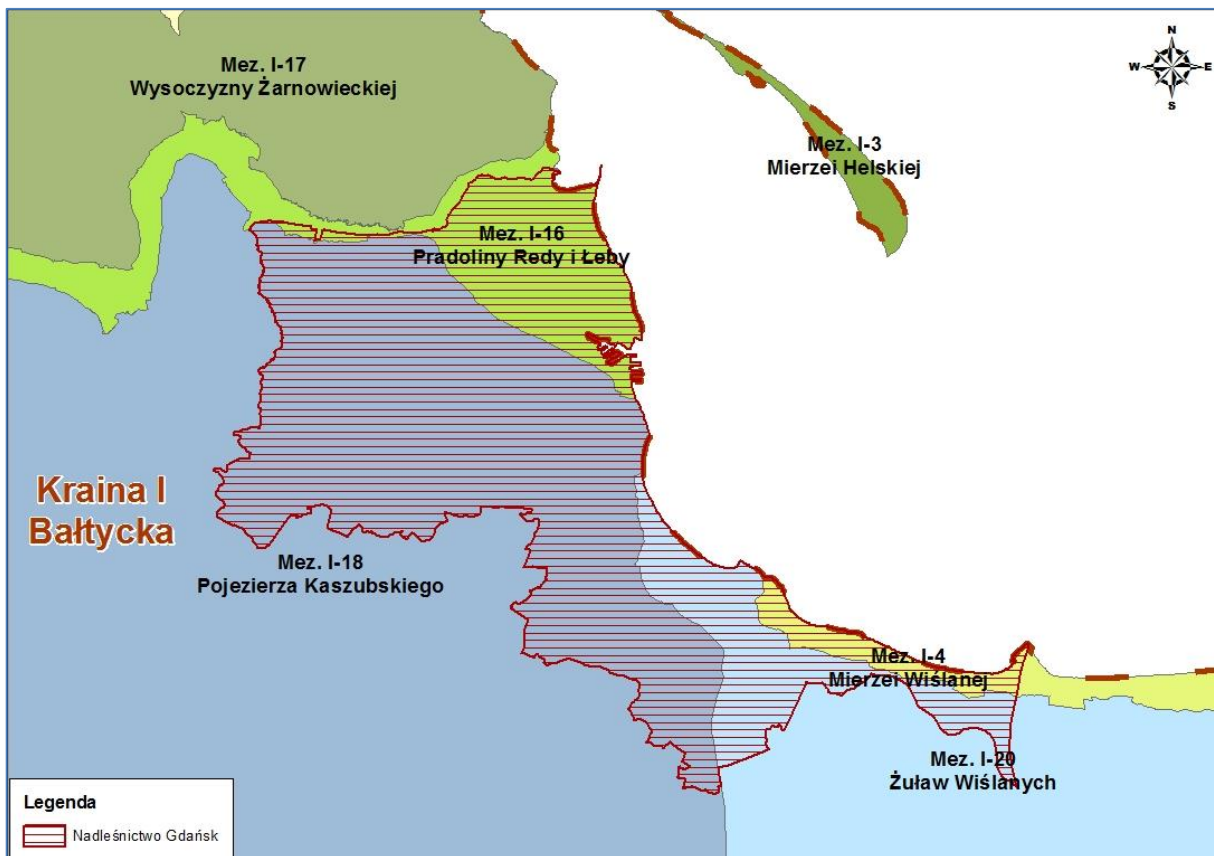 Mez. I-17
Wysoczyzny Żarnowieckiej
N
W
E
S
Mez. I-3
Mierzei Helskiej
Mez. I-16
Pradoliny Redy i Łeby
Kraina I
Bałtycka
Mez. I-18
Pojezierza Kaszubskiego
Mez. I-4
Mierzei Wiślanej
Mez. I-20
Żuław Wiślanych
Legenda
Nadleśnictwo Gdańsk